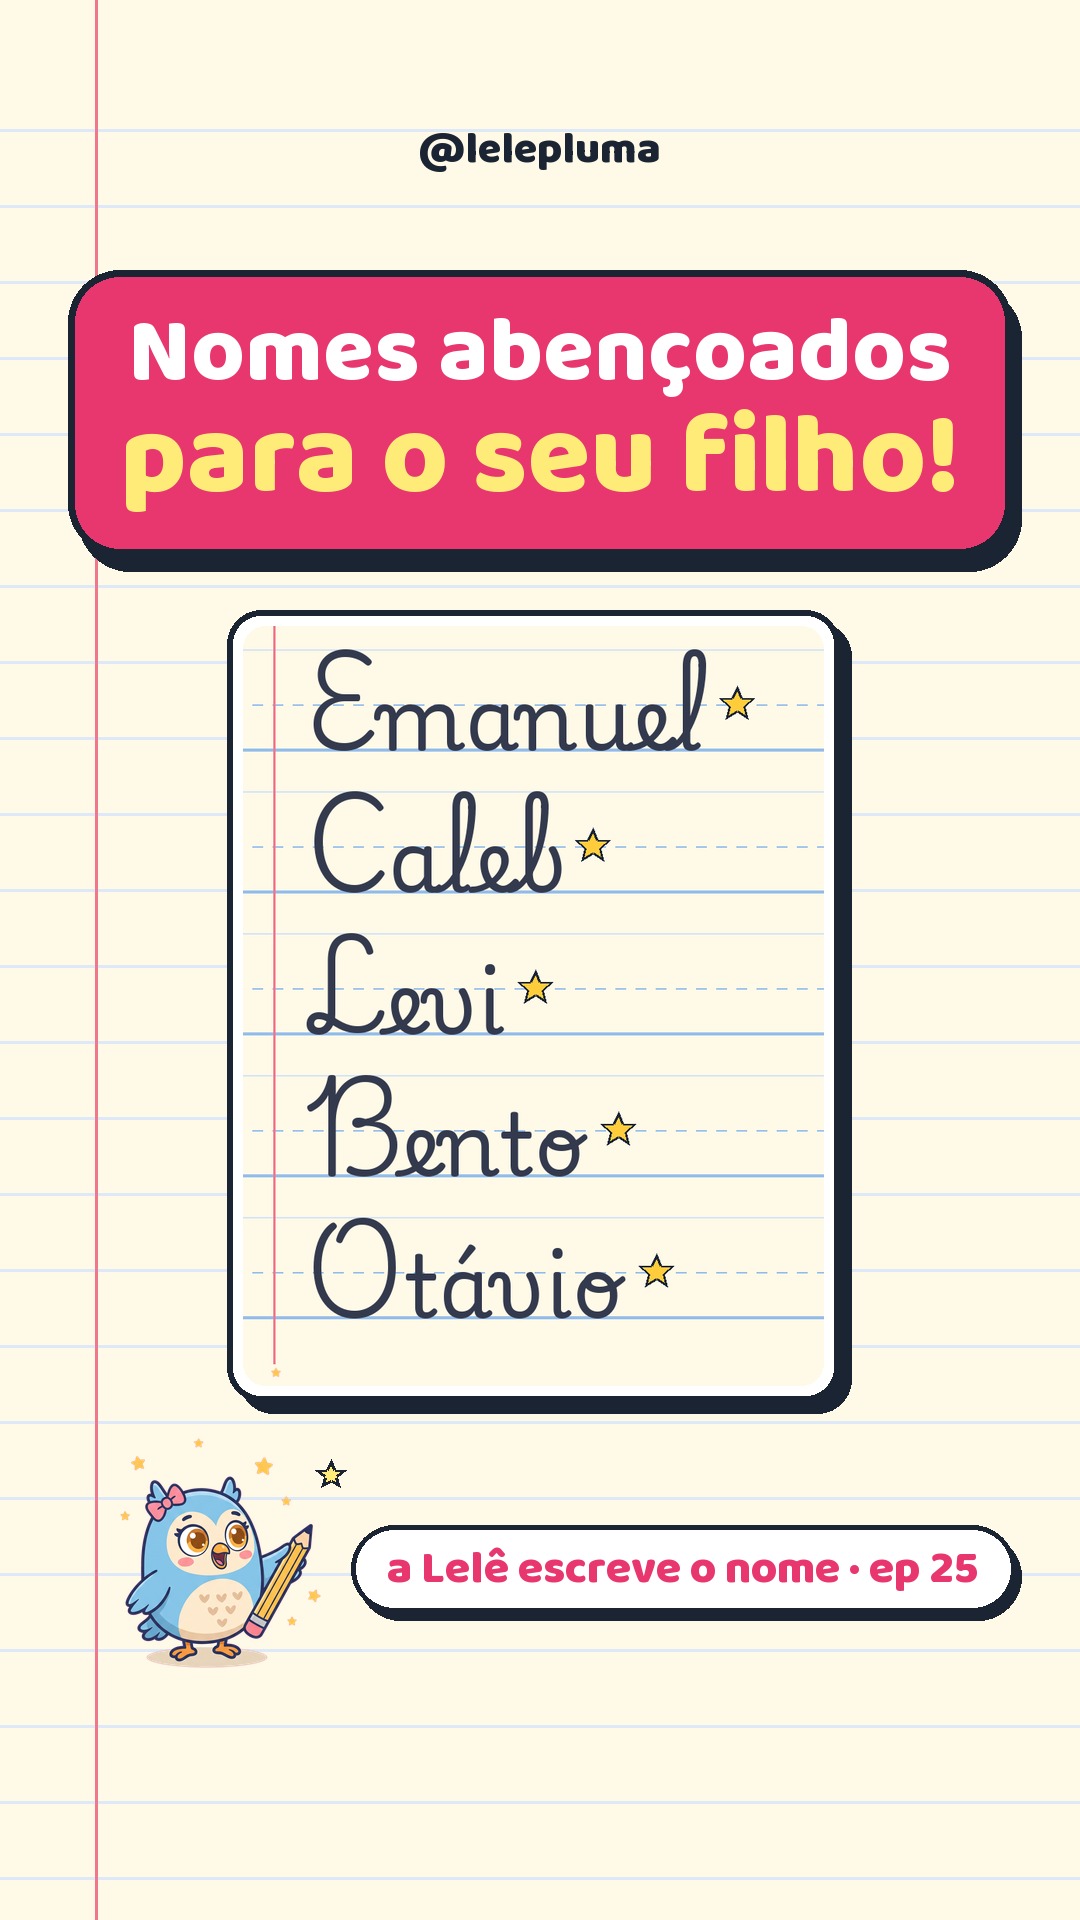 @lelepluma
Nomes abençoados
para o seu filho!
Emanuel
Caleb
Levi
Bento
Otávio
a Lelê escreve o nome · ep 25